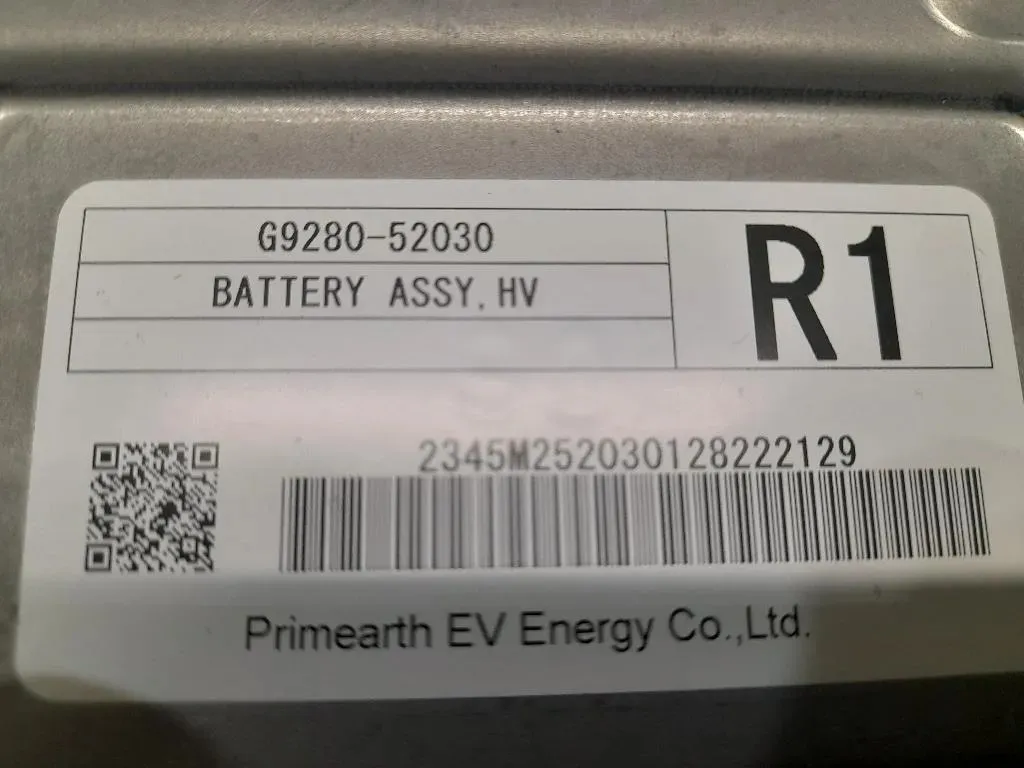 G9280-52030
BATTERY ASSY,HV
R1
2345M252030128222129
Primearth EV Energy Co.,Ltd.